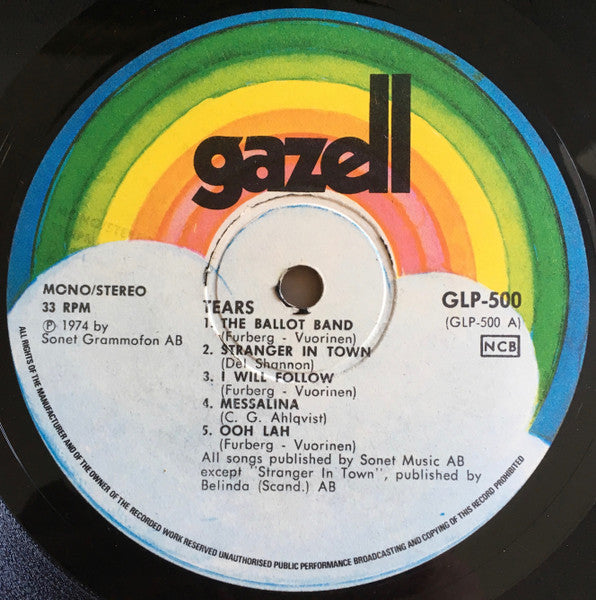 gazell
MONO/STEREO
33 RPM
Ⓟ 1974 by
Sonet Grammofon AB
GLP-500
(GLP-500 A)
NCB
TEARS
1. THE BALLOT BAND
(Furberg - Vuorinen)
2. STRANGER IN TOWN
(Del Shannon)
3. I WILL FOLLOW
(Furberg - Vuorinen)
4. MESSALINA
(C. G. Ahlqvist)
5. OOH LAH
(Furberg - Vuorinen)
All songs published by Sonet Music AB
except "Stranger In Town", published by
Belinda (Scand.) AB
ALL RIGHTS OF THE MANUFACTURER AND OF THE OWNER OF THE RECORDED WORK RESERVED UNAUTHORISED PUBLIC PERFORMANCE BROADCASTING AND COPYING OF THIS RECORD PROHIBITED